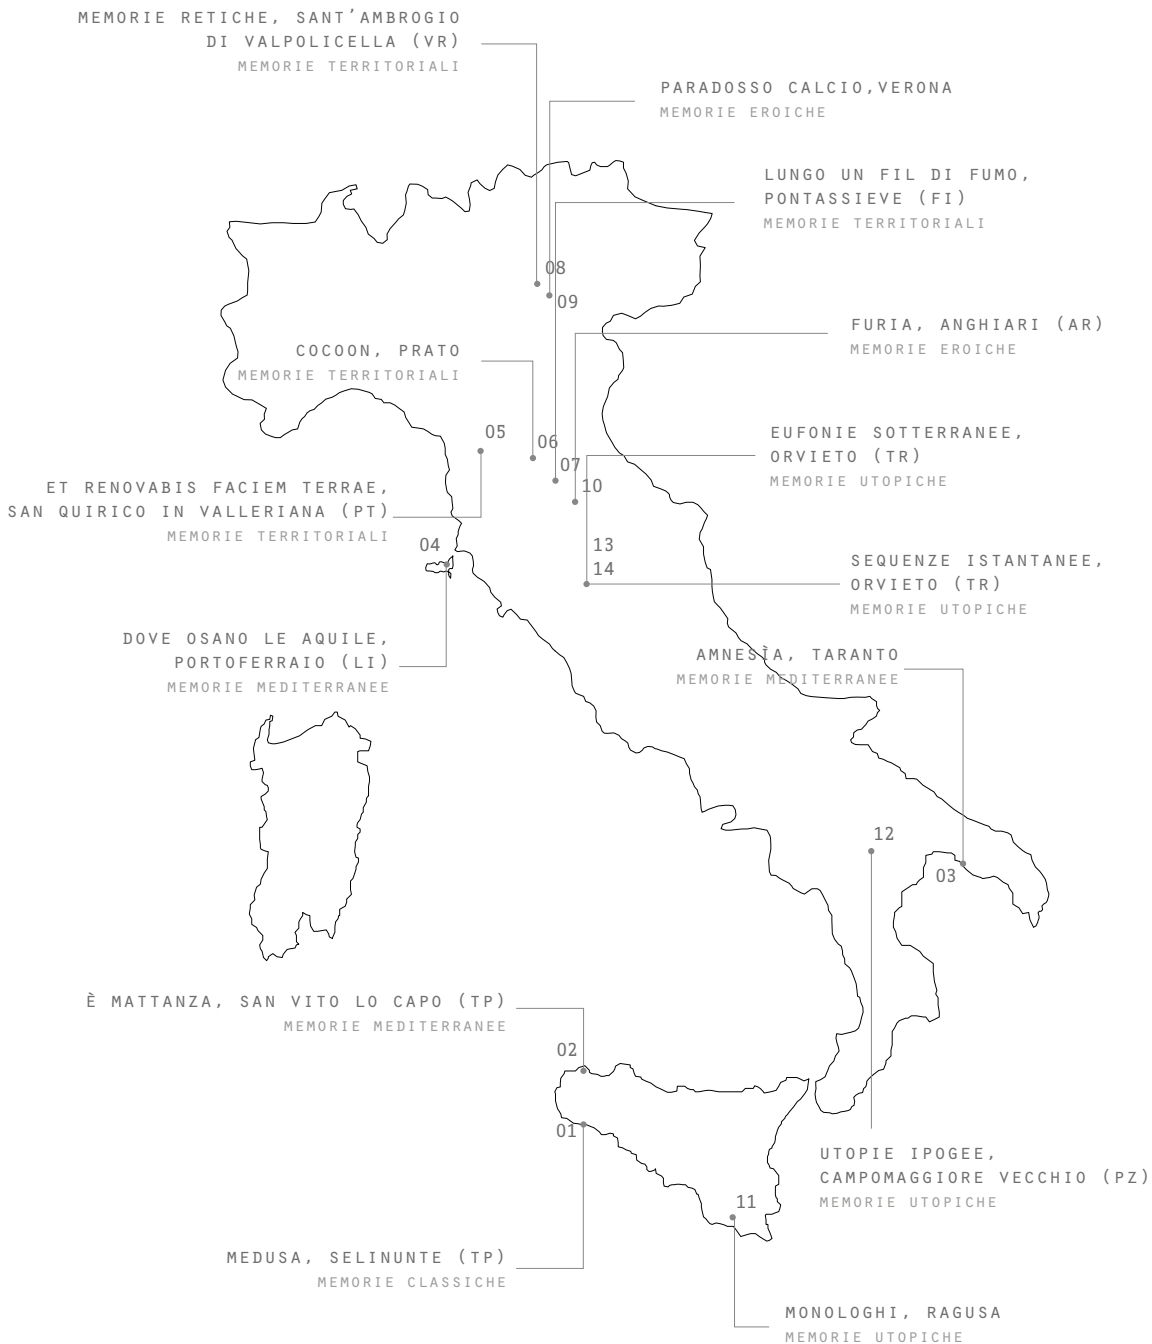 MEMORIE RETICHE, SANT'AMBROGIO
DI VALPOLICELLA (VR)
MEMORIE TERRITORIALI
PARADOSSO CALCIO,VERONA
MEMORIE EROICHE
LUNGO UN FIL DI FUMO,
PONTASSIEVE (FI)
MEMORIE TERRITORIALI
08
09
FURIA, ANGHIARI (AR)
MEMORIE EROICHE
COCOON, PRATO
MEMORIE TERRITORIALI
05
06
07
10
EUFONIE SOTTERRANEE,
ORVIETO (TR)
MEMORIE UTOPICHE
ET RENOVABIS FACIEM TERRAE,
SAN QUIRICO IN VALLERIANA (PT)
MEMORIE TERRITORIALI
04
13
14
SEQUENZE ISTANTANEE,
ORVIETO (TR)
MEMORIE UTOPICHE
DOVE OSANO LE AQUILE,
PORTOFERRAIO (LI)
MEMORIE MEDITERRANEE
AMNESÌA, TARANTO
MEMORIE MEDITERRANEE
12
03
È MATTANZA, SAN VITO LO CAPO (TP)
MEMORIE MEDITERRANEE
02
01
UTOPIE IPOGEE,
CAMPOMAGGIORE VECCHIO (PZ)
MEMORIE UTOPICHE
11
MEDUSA, SELINUNTE (TP)
MEMORIE CLASSICHE
MONOLOGHI, RAGUSA
MEMORIE UTOPICHE